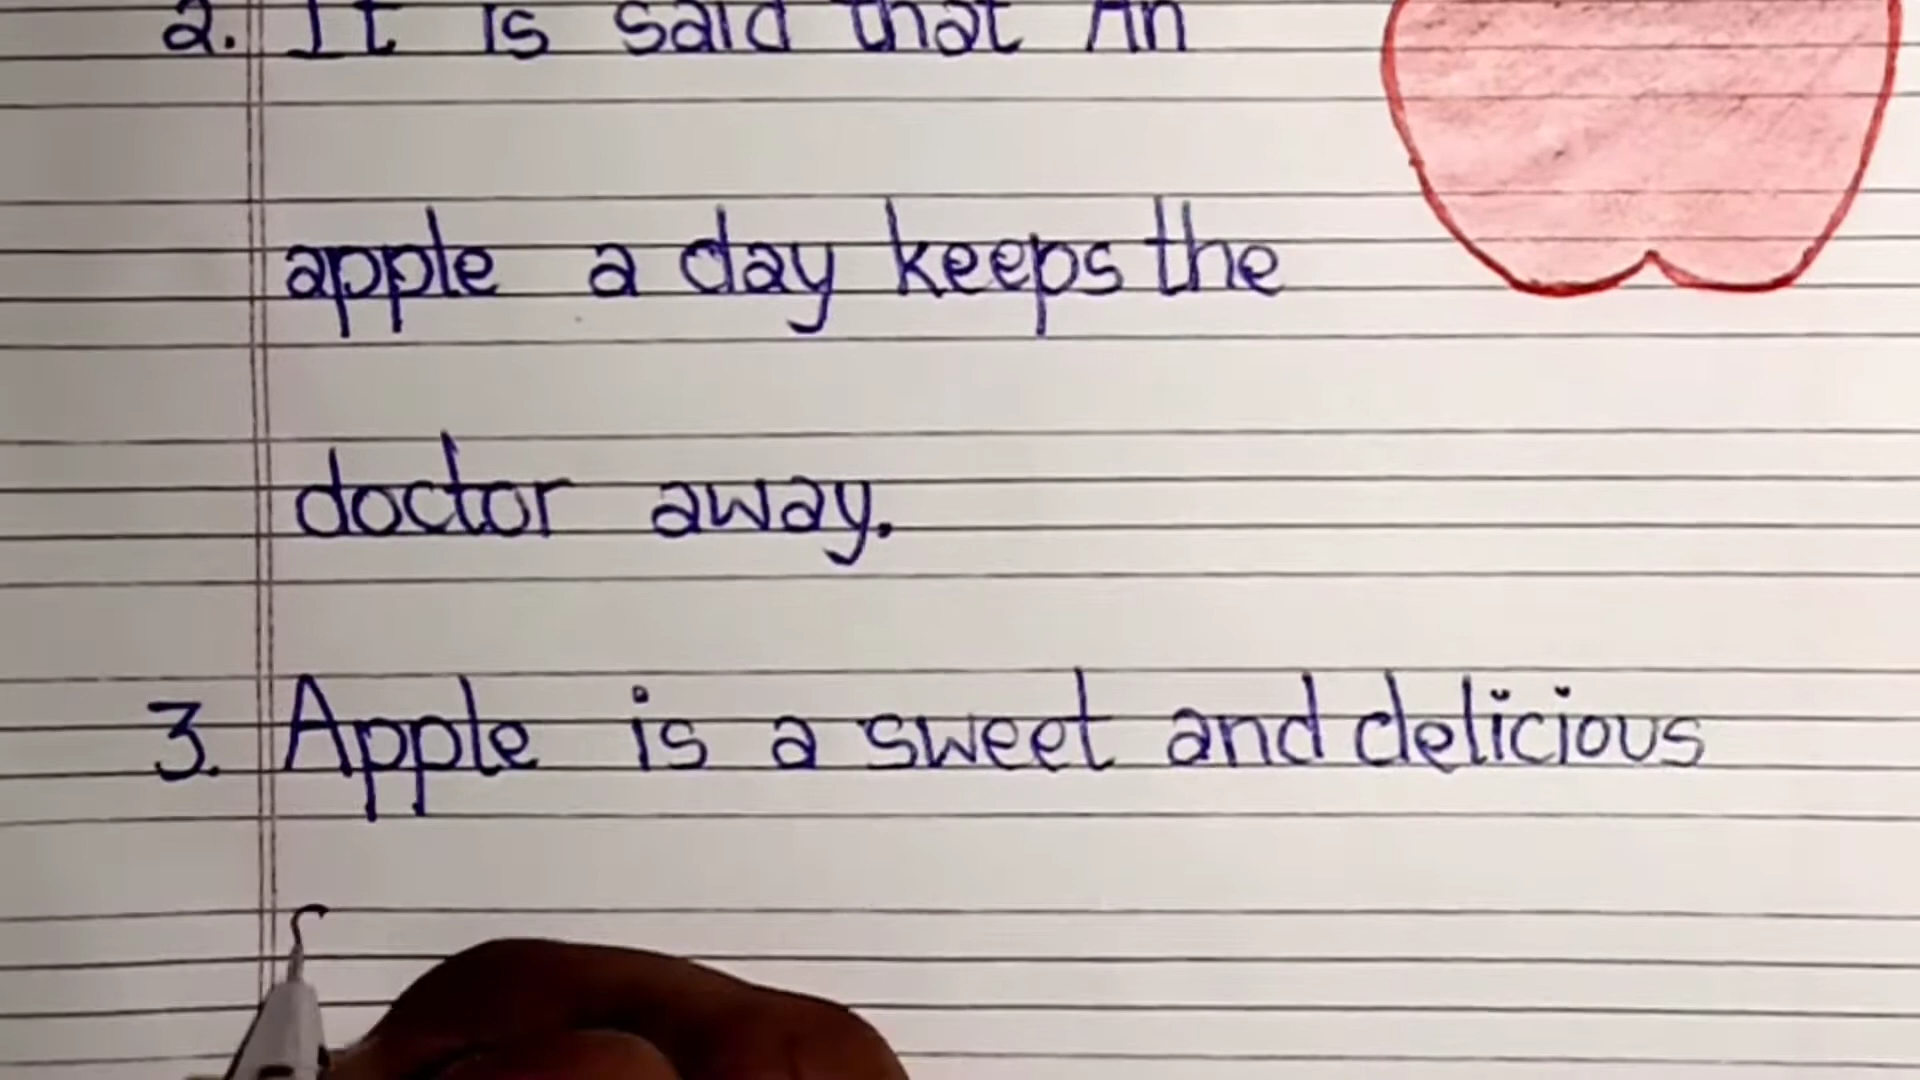 2. It is said that An
apple a day keeps the
doctor away.
3. Apple is a sweet and delicious